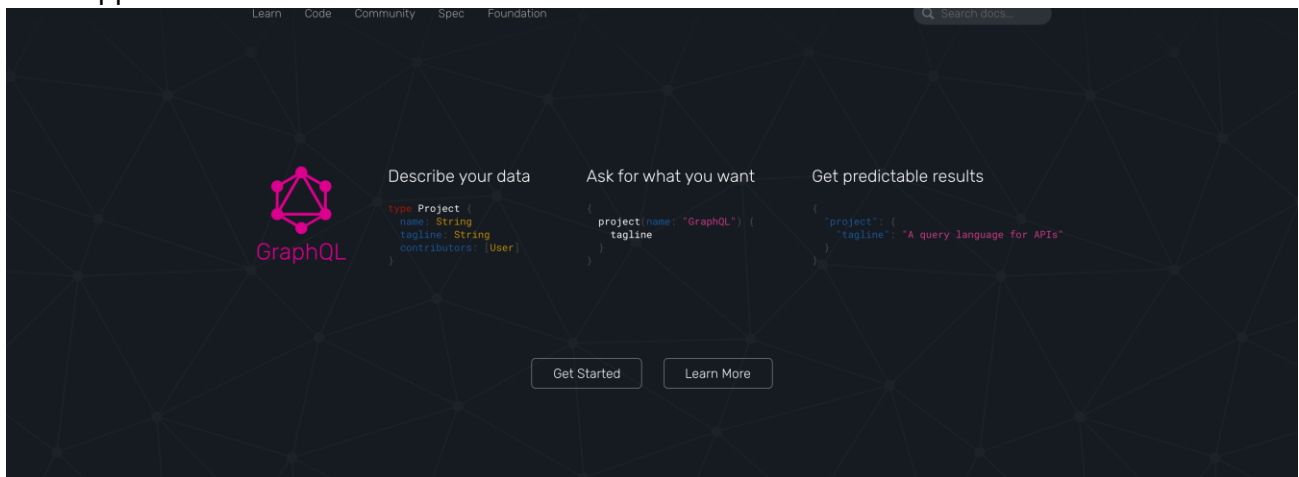 Learn Code Community Spec Foundation Search docs...
GraphQL
Describe your data
type Project {
name: String
tagline: String
contributors: [User]
}
Ask for what you want
{
project(name: "GraphQL") {
tagline
}
}
Get predictable results
{
"project": {
"tagline": "A query language for APIs"
}
}
Get Started Learn More